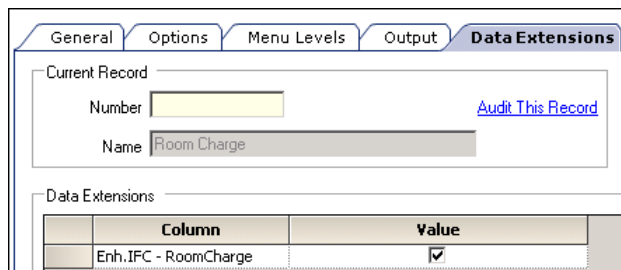 General Options Menu Levels Output Data Extensions
Current Record
Number Audit This Record
Name Room Charge
Data Extensions
Column Value
Enh.IFC - RoomCharge